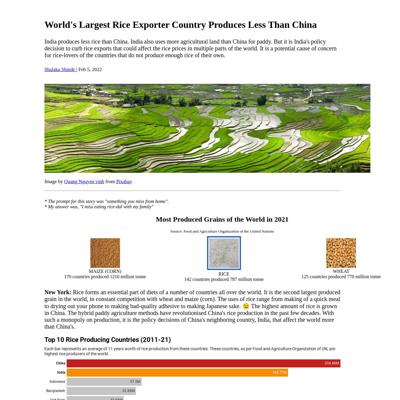 World's Largest Rice Exporter Country Produces Less Than China
India produces less rice than China. India also uses more agricultural land than China for paddy. But it is India's policy
decision to curb rice exports that could affect the rice prices in multiple parts of the world. It is a potential cause of concern
for rice-lovers of the countries that do not produce enough rice of their own.
Shalaka Shinde | Feb 5, 2022
Image by Quang Nguyen vinh from Pixabay
* The prompt for this story was "something you miss from home".
* My answer was, "I miss eating rice-dal with my family"
Most Produced Grains of the World in 2021
Source: Food and Agriculture Organization of the United Nations
MAIZE (CORN)
170 countries produced 1210 million tonne
RICE
142 countries produced 787 million tonne
WHEAT
125 countries produced 770 million tonne
New York: Rice forms an essential part of diets of a number of countries all over the world. It is the second largest produced
grain in the world, in constant competition with wheat and maize (corn). The uses of rice range from making of a quick meal
to drying out your phone to making bad-quality adhesive to making Japanese sake. 😉 The highest amount of rice is grown
in China. The hybrid paddy agriculture methods have revolutionised China's rice production in the past few decades. With
such a monopoly on production, it is the policy decisions of China's neighboring country, India, that affect the world more
than China's.
Top 10 Rice Producing Countries (2011-21)
Each bar represents an average of 11 years worth of rice production from these countries. These countries, as per Food and Agriculture Organization of UN, are
highest rice producers of the world.
China
India
Indonesia
Bangladesh